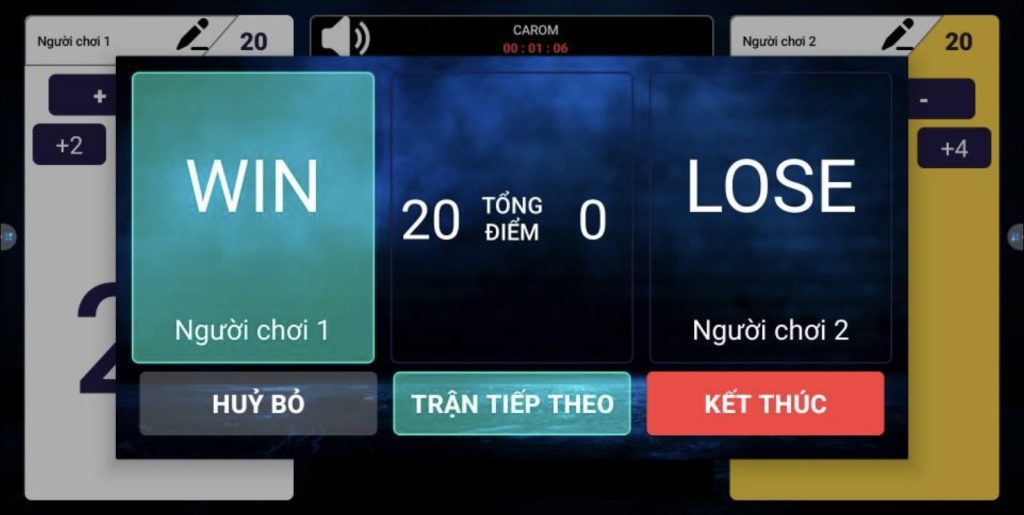 Người chơi 1
20
CAROM
00 : 01 : 06
Người chơi 2
20
+
-
+2
+4
WIN
20
TỔNG
ĐIỂM
0
LOSE
Người chơi 1
Người chơi 2
HUỶ BỎ
TRẬN TIẾP THEO
KẾT THÚC